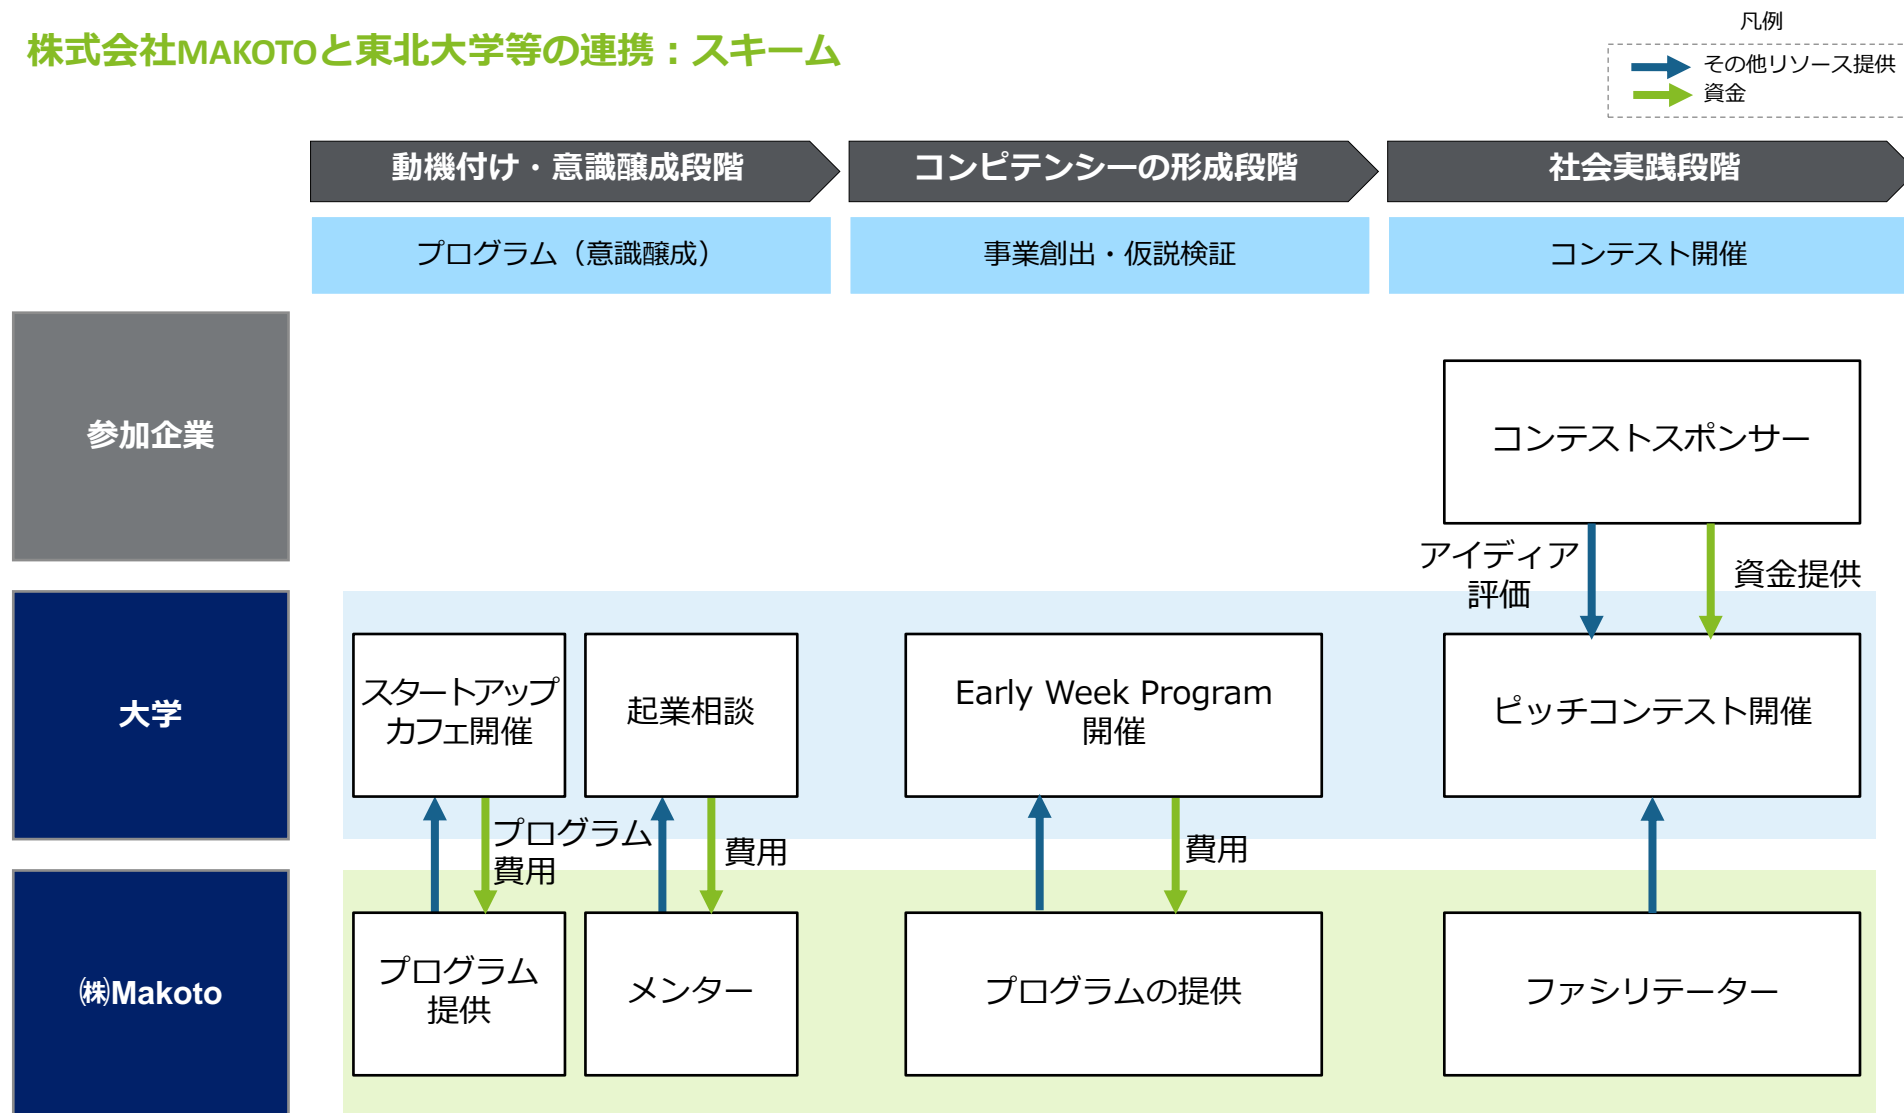 株式会社MAKOTOと東北大学等の連携：スキーム
凡例
その他リソース提供
資金
動機付け・意識醸成段階
コンピテンシーの形成段階
社会実践段階
プログラム（意識醸成）
事業創出・仮説検証
コンテスト開催
参加企業
コンテストスポンサー
アイディア
評価
資金提供
大学
スタートアップ
カフェ開催
起業相談
Early Week Program
開催
ピッチコンテスト開催
プログラム
費用
費用
費用
㈱Makoto
プログラム
提供
メンター
プログラムの提供
ファシリテーター